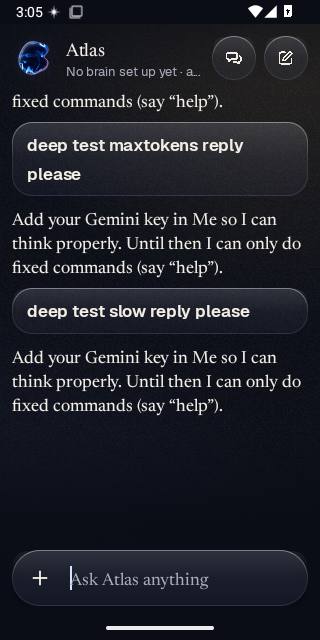 3:05
Atlas
No brain set up yet · a...
fixed commands (say “help”).
deep test maxtokens reply
please
Add your Gemini key in Me so I can
think properly. Until then I can only do
fixed commands (say “help”).
deep test slow reply please
Add your Gemini key in Me so I can
think properly. Until then I can only do
fixed commands (say “help”).
Ask Atlas anything